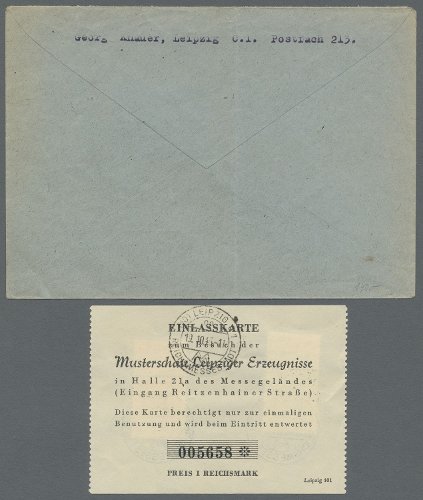 Georg Knauer, Leipzig C.1. Postfach 215.
LEIPZIG
EINLASSKARTE
zum Besuch der
Musterschau Leipziger Erzeugnisse
in Halle 21a des Messegeländes
(Eingang Reitzenhainer Straße)
Diese Karte berechtigt nur zur einmaligen
Benutzung und wird beim Eintritt entwertet
005658 ✻
PREIS 1 REICHSMARK
Leipzig 101